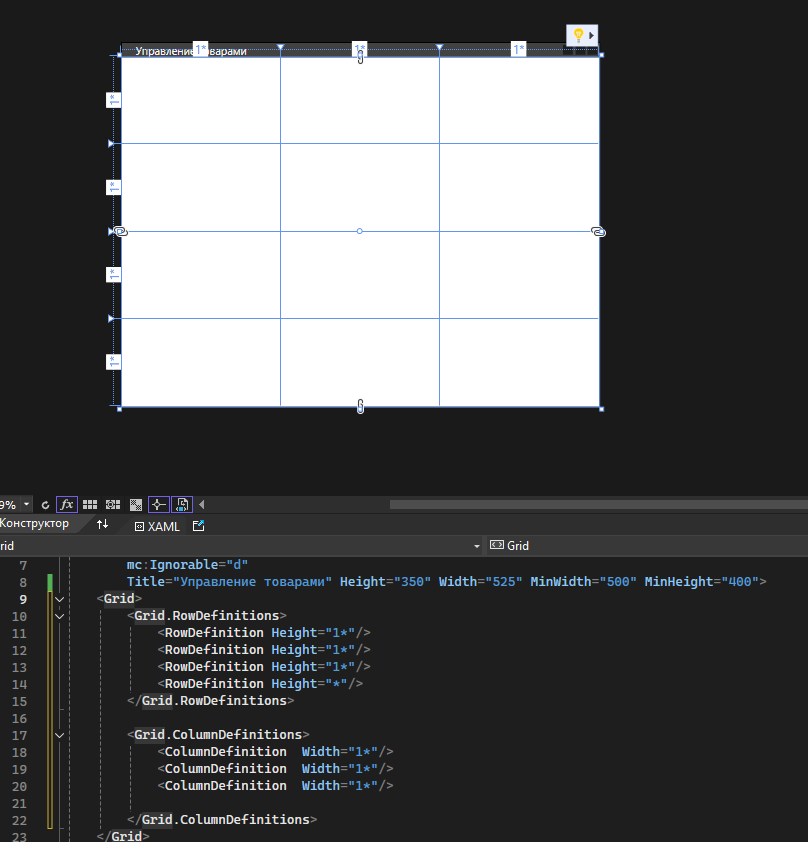 Управление товарами
1*
1*
1*
1*
1*
1*
1*
9%
fx
Конструктор
XAML
rid
Grid
7 mc:Ignorable="d"
8 Title="Управление товарами" Height="350" Width="525" MinWidth="500" MinHeight="400">
9 <Grid>
10 <Grid.RowDefinitions>
11 <RowDefinition Height="1*"/>
12 <RowDefinition Height="1*"/>
13 <RowDefinition Height="1*"/>
14 <RowDefinition Height="*"/>
15 </Grid.RowDefinitions>
16
17 <Grid.ColumnDefinitions>
18 <ColumnDefinition  Width="1*"/>
19 <ColumnDefinition  Width="1*"/>
20 <ColumnDefinition  Width="1*"/>
21
22 </Grid.ColumnDefinitions>
23 </Grid>